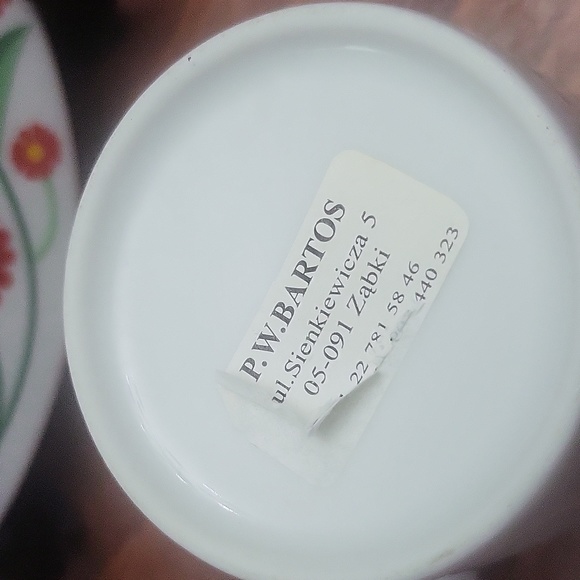 P.W.BARTOS
ul.Sienkiewicza 5
05-091 Ząbki
22 781 58 46
440 323